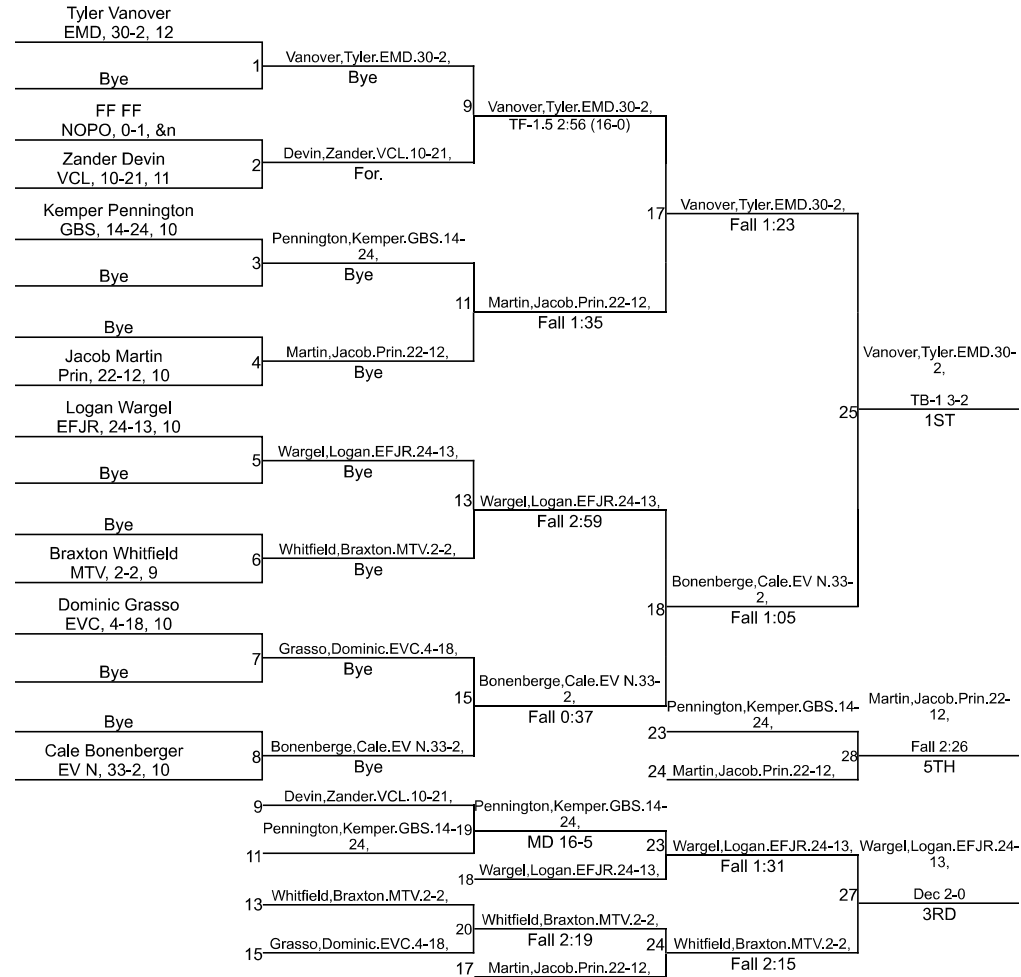 Tyler Vanover
EMD, 30-2, 12
1
Bye
Vanover,Tyler.EMD.30-2,
Bye
FF FF
NOPO, 0-1, &n
2
Zander Devin
VCL, 10-21, 11
Devin,Zander.VCL.10-21,
For.
9
Vanover,Tyler.EMD.30-2,
TF-1.5 2:56 (16-0)
Kemper Pennington
GBS, 14-24, 10
3
Bye
Pennington,Kemper.GBS.14-
24,
Bye
Bye
4
Jacob Martin
Prin, 22-12, 10
Martin,Jacob.Prin.22-12,
Bye
11
Martin,Jacob.Prin.22-12,
Fall 1:35
17
Vanover,Tyler.EMD.30-2,
Fall 1:23
Logan Wargel
EFJR, 24-13, 10
5
Bye
Wargel,Logan.EFJR.24-13,
Bye
Bye
6
Braxton Whitfield
MTV, 2-2, 9
Whitfield,Braxton.MTV.2-2,
Bye
13
Wargel,Logan.EFJR.24-13,
Fall 2:59
Dominic Grasso
EVC, 4-18, 10
7
Bye
Grasso,Dominic.EVC.4-18,
Bye
Bye
8
Cale Bonenberger
EV N, 33-2, 10
Bonenberge,Cale.EV N.33-2,
Bye
15
Bonenberge,Cale.EV N.33-
2,
Fall 0:37
18
Bonenberge,Cale.EV N.33-
2,
Fall 1:05
25
Vanover,Tyler.EMD.30-
2,
TB-1 3-2
1ST
23
Pennington,Kemper.GBS.14-
24,
24
Martin,Jacob.Prin.22-12,
28
Martin,Jacob.Prin.22-
12,
Fall 2:26
5TH
9
Devin,Zander.VCL.10-21,
11
Pennington,Kemper.GBS.14-
24,
19
Pennington,Kemper.GBS.14-
24,
MD 16-5
18
Wargel,Logan.EFJR.24-13,
23
Wargel,Logan.EFJR.24-13,
Fall 1:31
13
Whitfield,Braxton.MTV.2-2,
15
Grasso,Dominic.EVC.4-18,
20
Whitfield,Braxton.MTV.2-2,
Fall 2:19
17
Martin,Jacob.Prin.22-12,
24
Whitfield,Braxton.MTV.2-2,
Fall 2:15
27
Wargel,Logan.EFJR.24-
13,
Dec 2-0
3RD